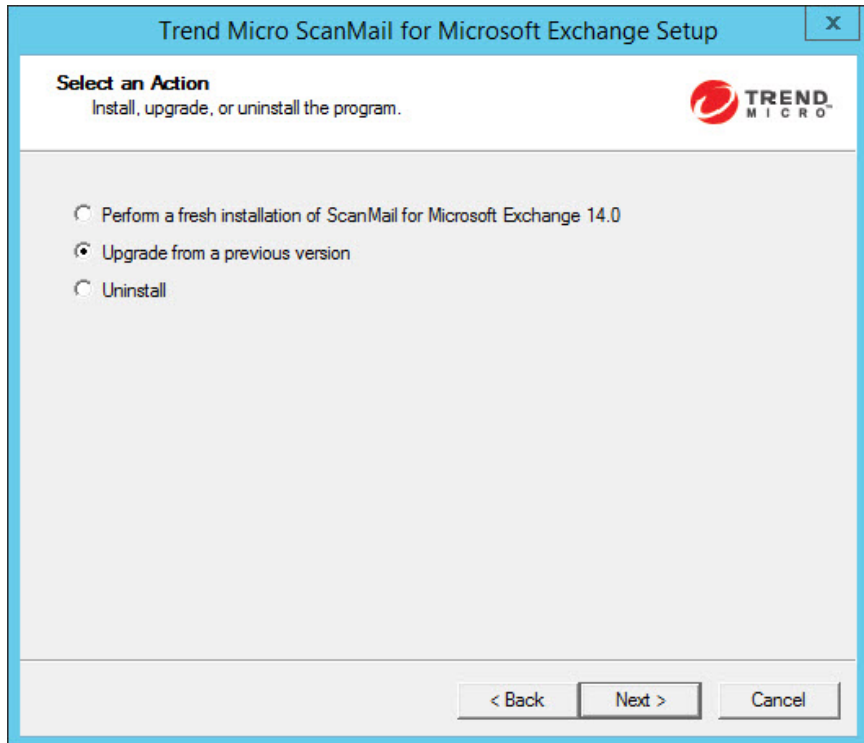 Trend Micro ScanMail for Microsoft Exchange Setup
x
Select an Action
Install, upgrade, or uninstall the program.
TREND
MICRO™
Perform a fresh installation of ScanMail for Microsoft Exchange 14.0
Upgrade from a previous version
Uninstall
< Back
Next >
Cancel